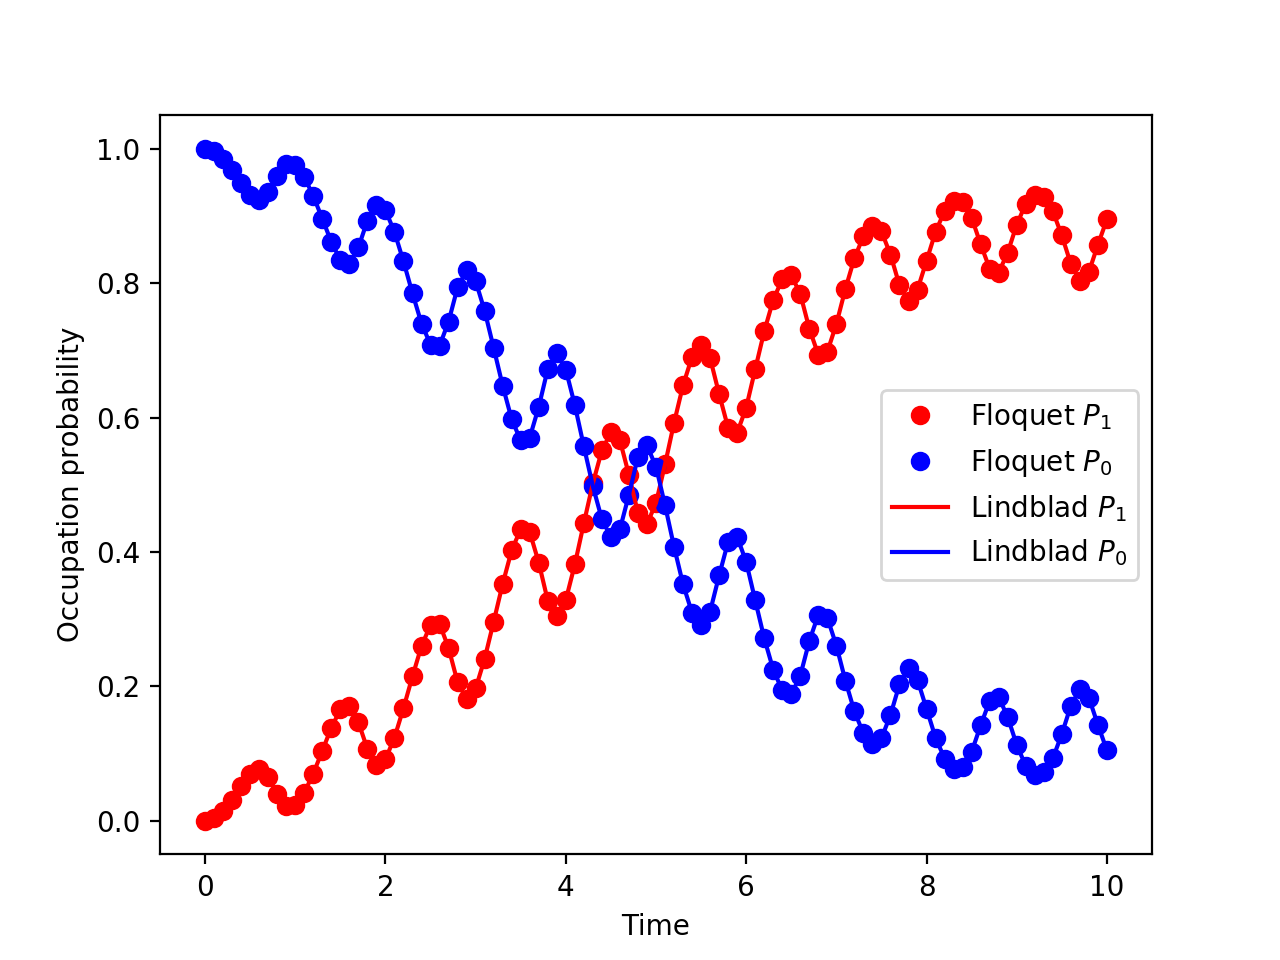 1.0
0.8
0.6
0.4
0.2
0.0
Occupation probability
Floquet P₁
Floquet P₀
Lindblad P₁
Lindblad P₀
0 2 4 6 8 10
Time